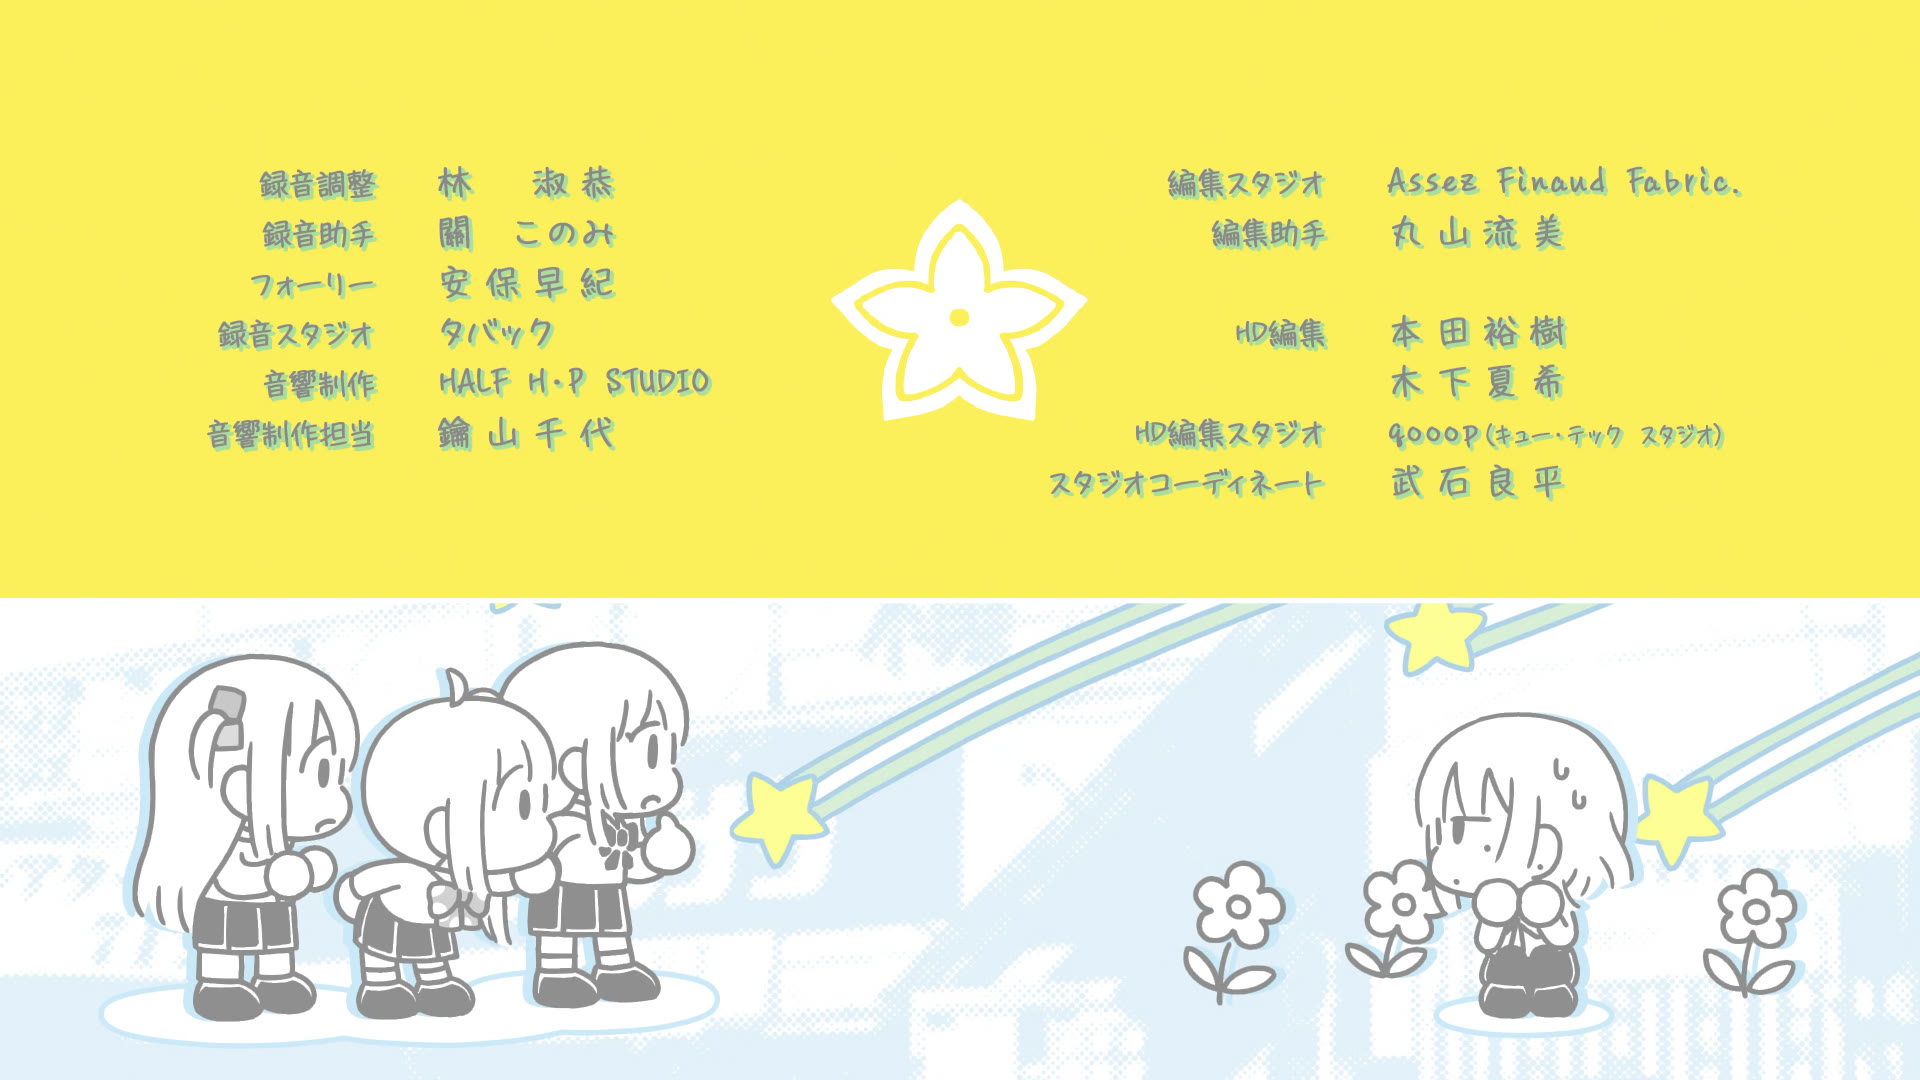 録音調整 林 淑恭
録音助手 關 このみ
フォーリー 安保早紀
録音スタジオ タバック
音響制作 HALF H・P STUDIO
音響制作担当 鑰山千代
編集スタジオ Assez Finaud Fabric.
編集助手 丸山流美
HD編集 本田裕樹
木下夏希
HD編集スタジオ q000p(キュー・テック スタジオ)
スタジオコーディネート 武石良平